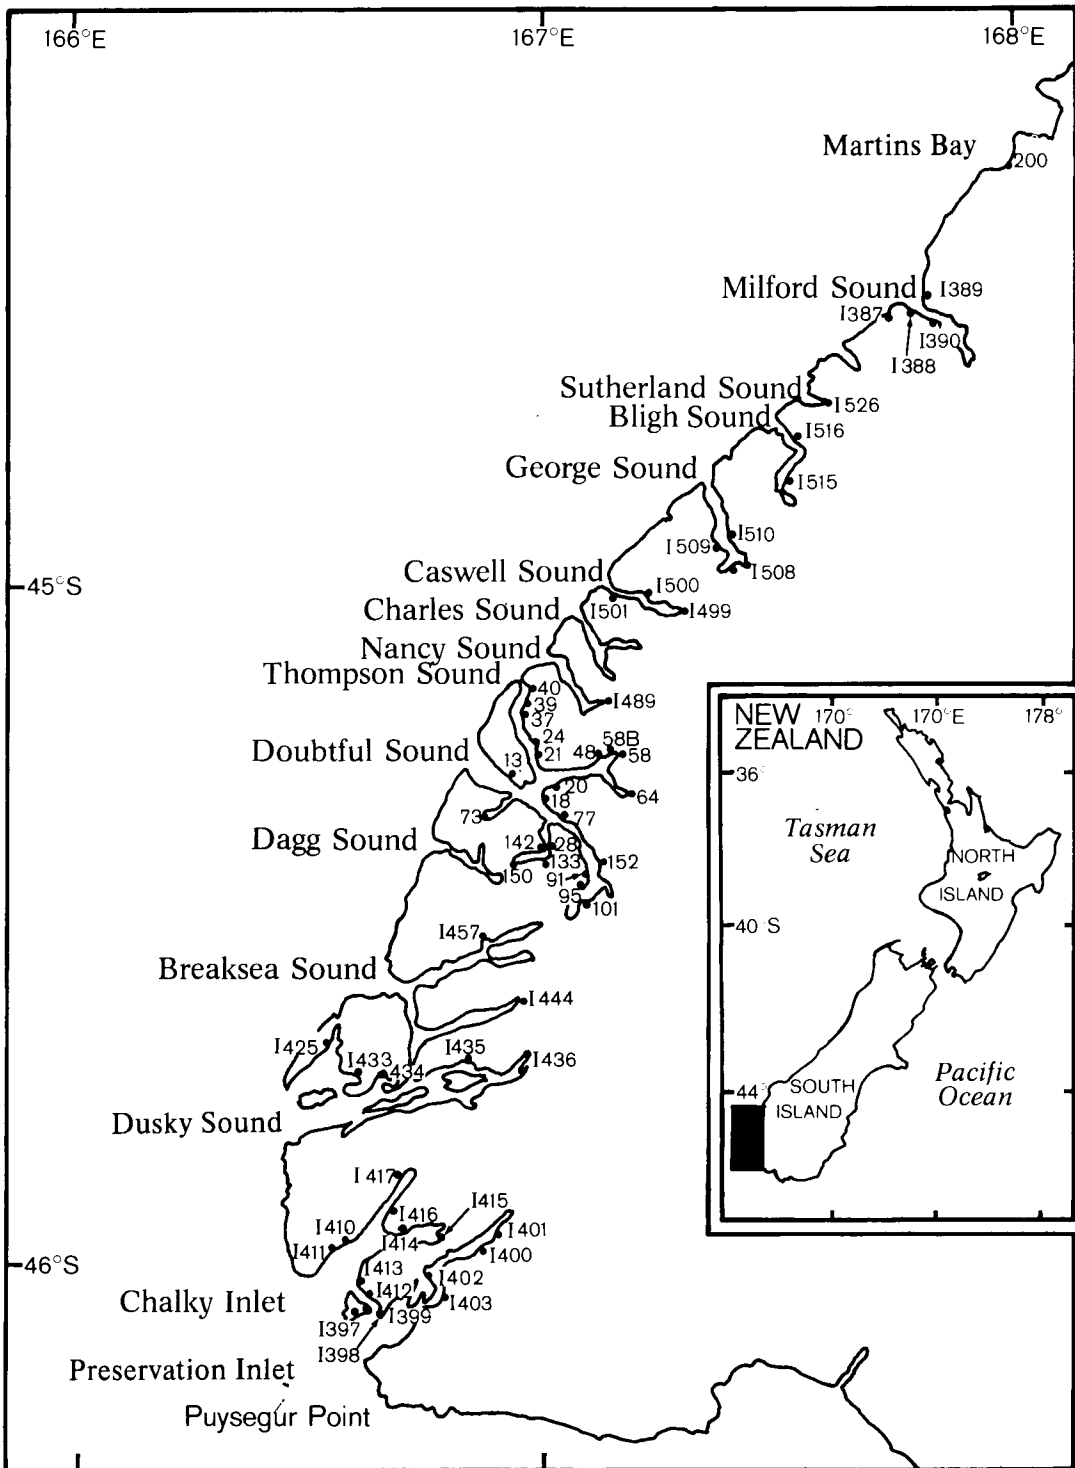 166°E
167°E
168°E
Martins Bay
200
Milford Sound
I389
I387
I390
I388
Sutherland Sound
I526
Bligh Sound
I516
George Sound
I515
I510
I509
I508
Caswell Sound
I500
45°S
Charles Sound
I501
I499
Nancy Sound
Thompson Sound
40
I489
39
37
NEW
ZEALAND
170°
170°E
178°
24
58B
Doubtful Sound
21
48
58
13
36°
20
64
18
73
77
Tasman
Sea
Dagg Sound
142
28
NORTH
ISLAND
133
152
150
91
95
101
40°S
I457
Breaksea Sound
I444
I425
I433
434
I435
I436
Pacific
Ocean
44°
SOUTH
ISLAND
Dusky Sound
I417
I415
I416
I410
I414
I401
I411
I400
46°S
I413
I402
I412
Chalky Inlet
I403
I397
I399
I398
Preservation Inlet
Puysegur Point